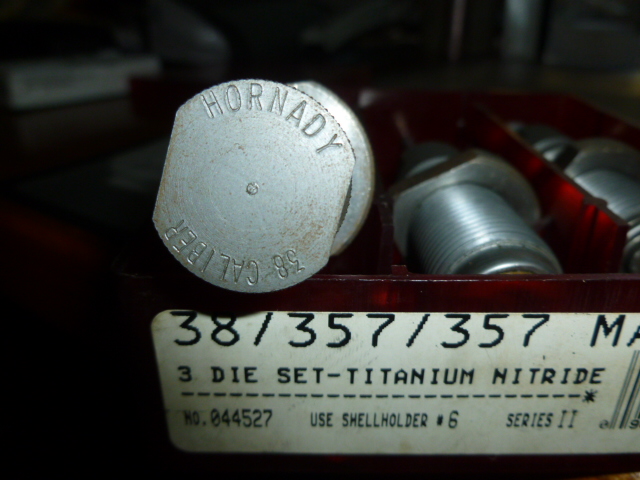 HORNADY
38 CALIBER
38/357/357 MA
3 DIE SET-TITANIUM NITRIDE
NO. 044527 USE SHELLHOLDER #6 SERIES II